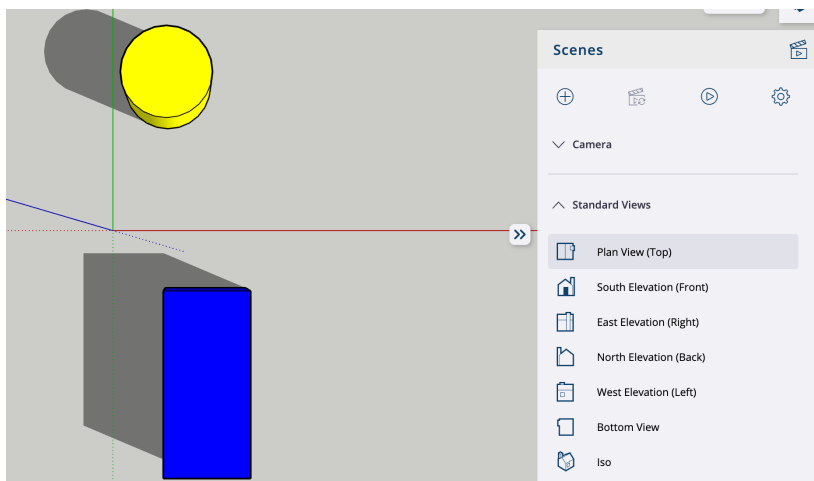 Scenes
Camera
Standard Views
Plan View (Top)
South Elevation (Front)
East Elevation (Right)
North Elevation (Back)
West Elevation (Left)
Bottom View
Iso